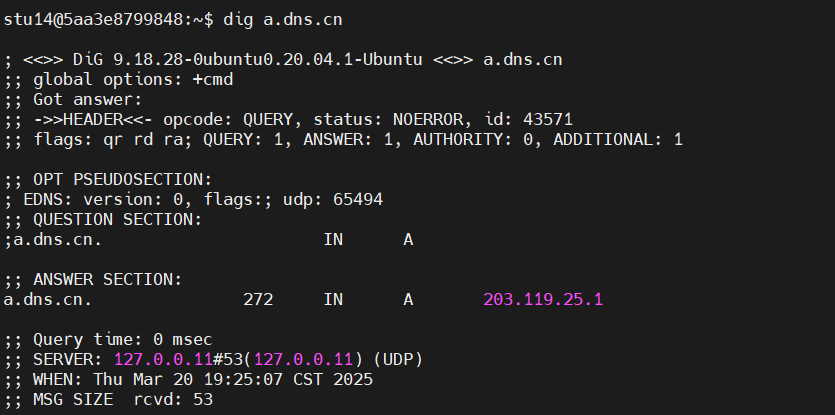 stu14@5aa3e8799848:~$ dig a.dns.cn
; <<>> DiG 9.18.28-0ubuntu0.20.04.1-Ubuntu <<>> a.dns.cn
;; global options: +cmd
;; Got answer:
;; ->>HEADER<<- opcode: QUERY, status: NOERROR, id: 43571
;; flags: qr rd ra; QUERY: 1, ANSWER: 1, AUTHORITY: 0, ADDITIONAL: 1
;; OPT PSEUDOSECTION:
; EDNS: version: 0, flags:; udp: 65494
;; QUESTION SECTION:
;a.dns.cn. IN A
;; ANSWER SECTION:
a.dns.cn. 272 IN A 203.119.25.1
;; Query time: 0 msec
;; SERVER: 127.0.0.11#53(127.0.0.11) (UDP)
;; WHEN: Thu Mar 20 19:25:07 CST 2025
;; MSG SIZE rcvd: 53